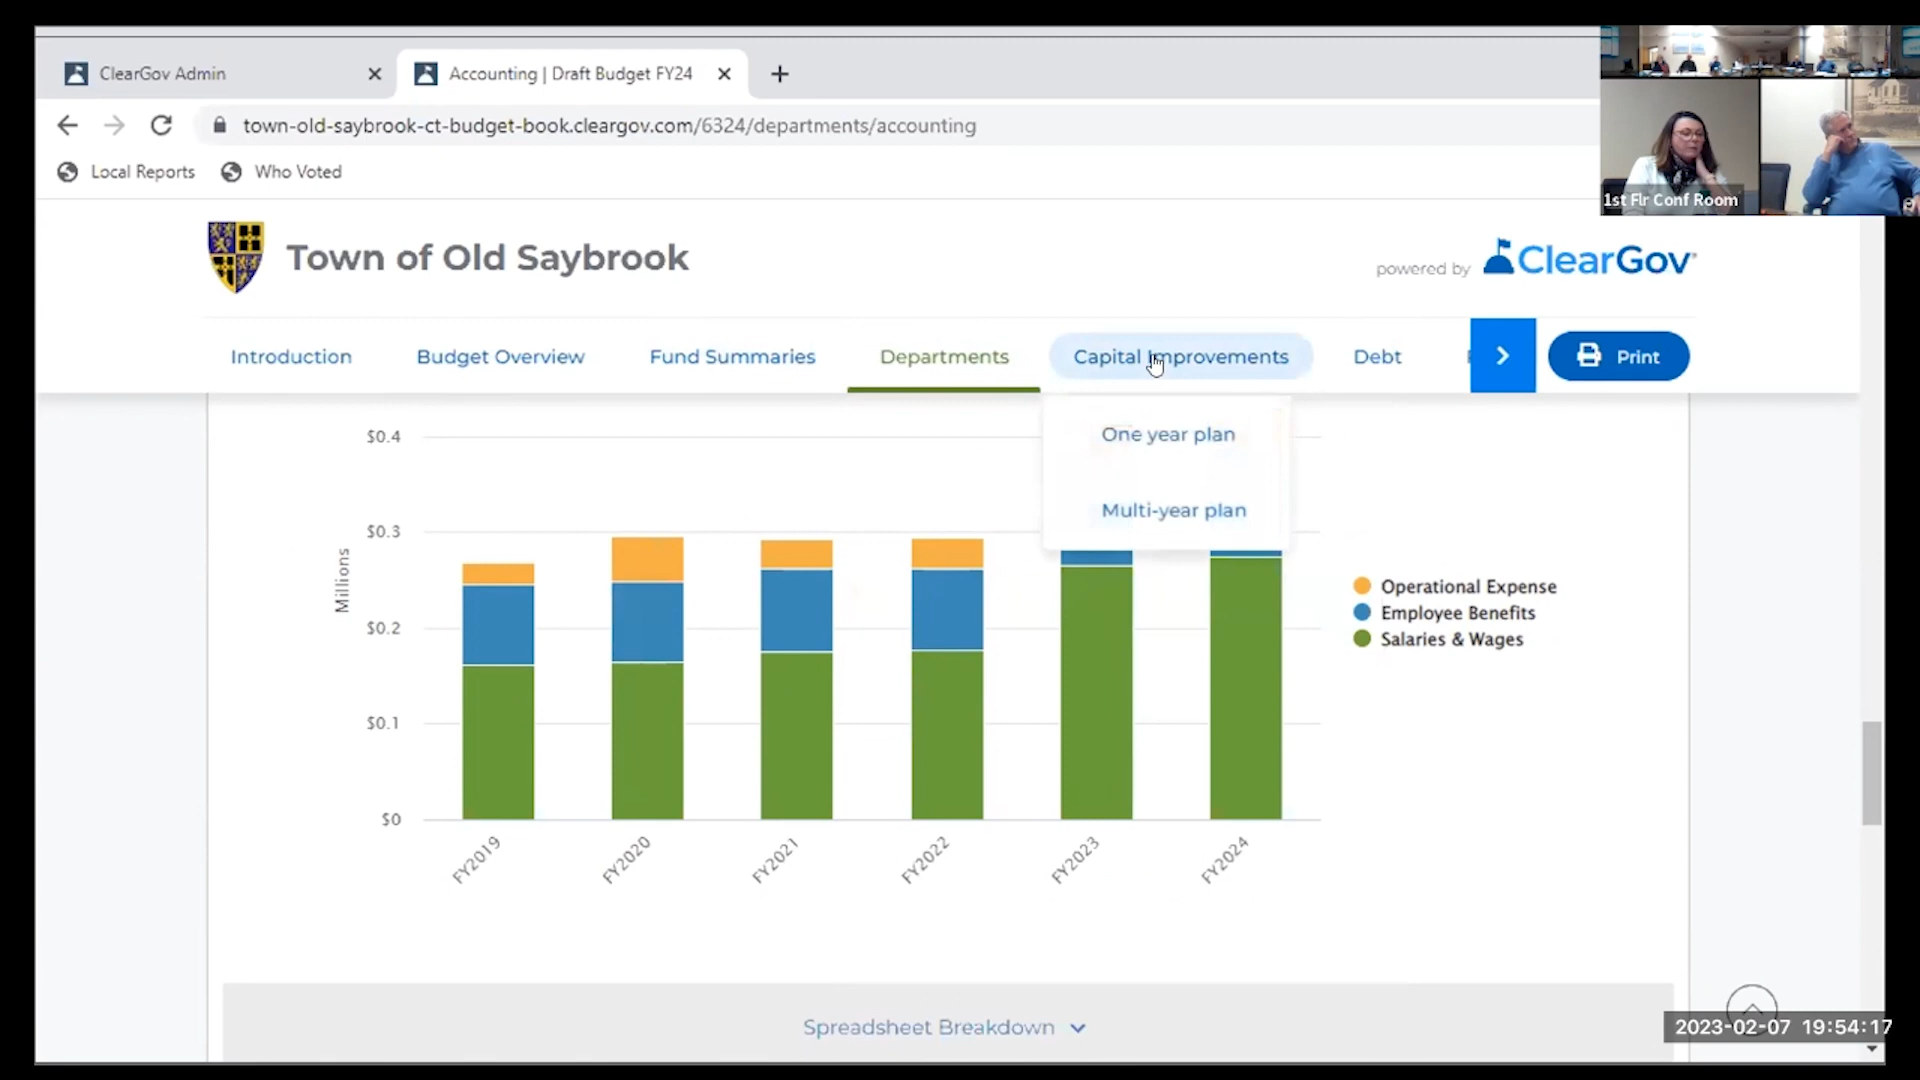 ClearGov Admin
Accounting | Draft Budget FY24
town-old-saybrook-ct-budget-book.cleargov.com/6324/departments/accounting
Local Reports
Who Voted
1st Flr Conf Room
Town of Old Saybrook
powered by ClearGov
Introduction
Budget Overview
Fund Summaries
Departments
Capital Improvements
Debt
Print
One year plan
Multi-year plan
$0.4
$0.3
$0.2
$0.1
$0
Millions
Operational Expense
Employee Benefits
Salaries & Wages
FY2019
FY2020
FY2021
FY2022
FY2023
FY2024
Spreadsheet Breakdown
2023-02-07 19:54:17